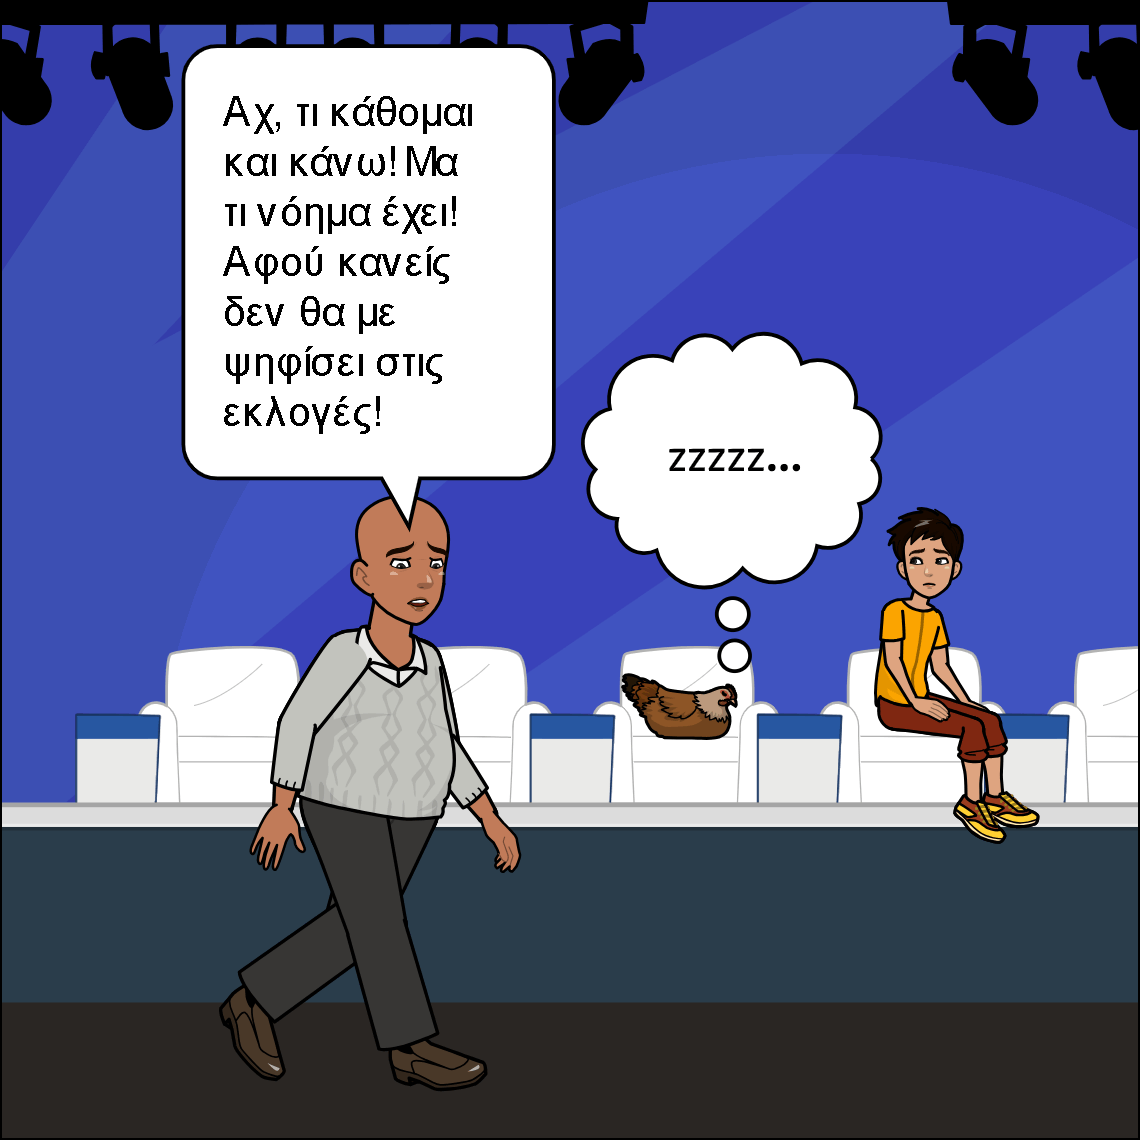 Αχ, τι κάθομαι
και κάνω! Μα
τι νόημα έχει!
Αφού κανείς
δεν θα με
ψηφίσει στις
εκλογές!
zzzzz...